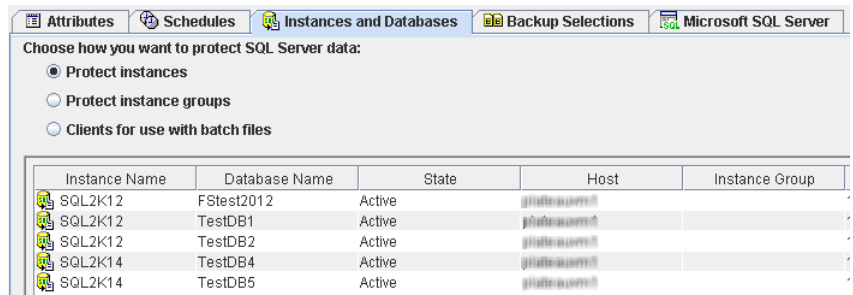 Attributes Schedules Instances and Databases Backup Selections Microsoft SQL Server
Choose how you want to protect SQL Server data:
Protect instances
Protect instance groups
Clients for use with batch files
Instance Name Database Name State Host Instance Group
SQL2K12 FStest2012 Active
SQL2K12 TestDB1 Active
SQL2K12 TestDB2 Active
SQL2K14 TestDB4 Active
SQL2K14 TestDB5 Active